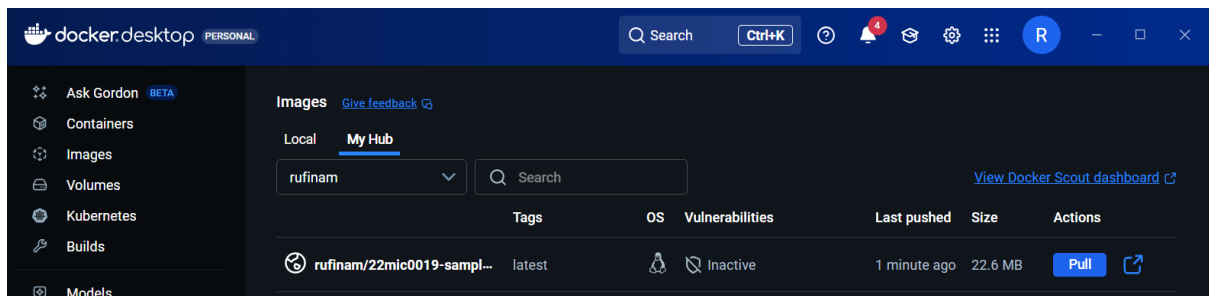 docker.desktop PERSONAL Search Ctrl+K 4 R
Ask Gordon BETA
Containers
Images
Volumes
Kubernetes
Builds
Models
Images Give feedback
Local My Hub
rufinam Search View Docker Scout dashboard
Tags OS Vulnerabilities Last pushed Size Actions
rufinam/22mic0019-sampl... latest Inactive 1 minute ago 22.6 MB Pull